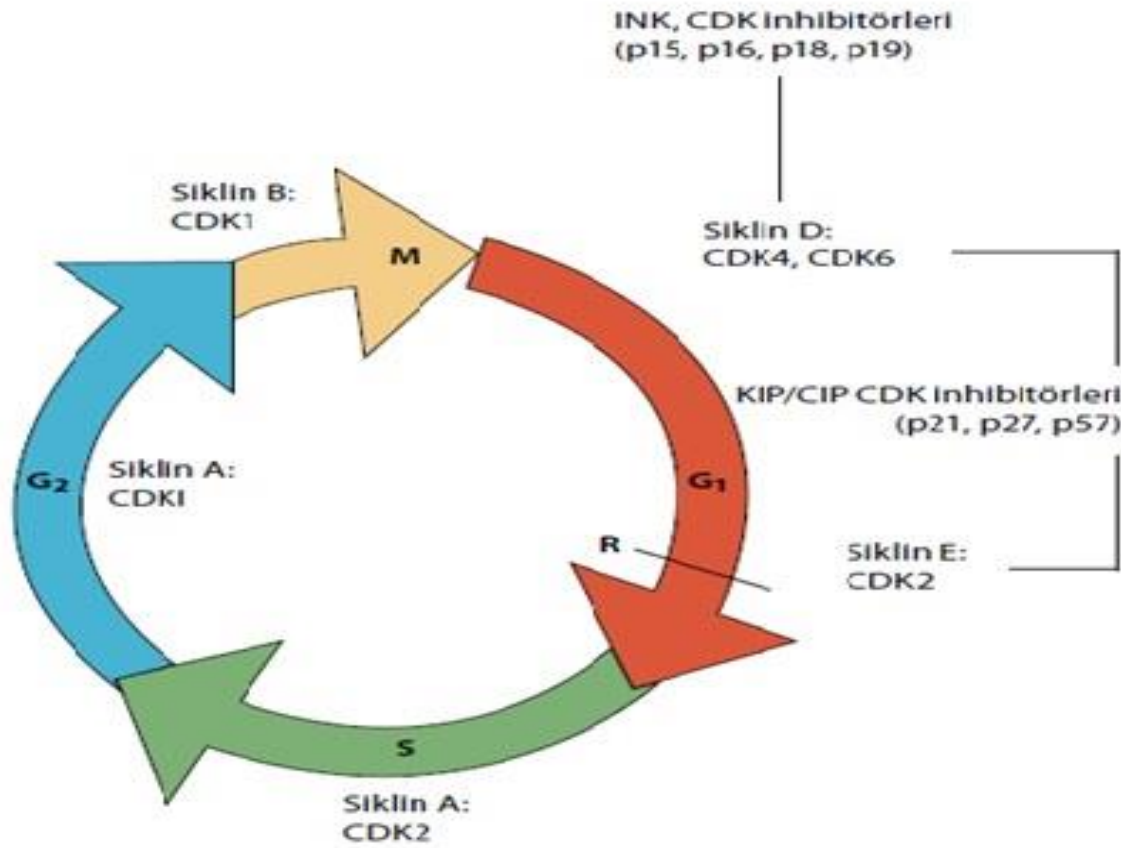 INK, CDK inhibitörleri
(p15, p16, p18, p19)
Siklin B:
CDK1
M
Siklin D:
CDK4, CDK6
KIP/CIP CDK inhibitörleri
(p21, p27, p57)
G₂
Siklin A:
CDKI
G₁
R
Siklin E:
CDK2
S
Siklin A:
CDK2